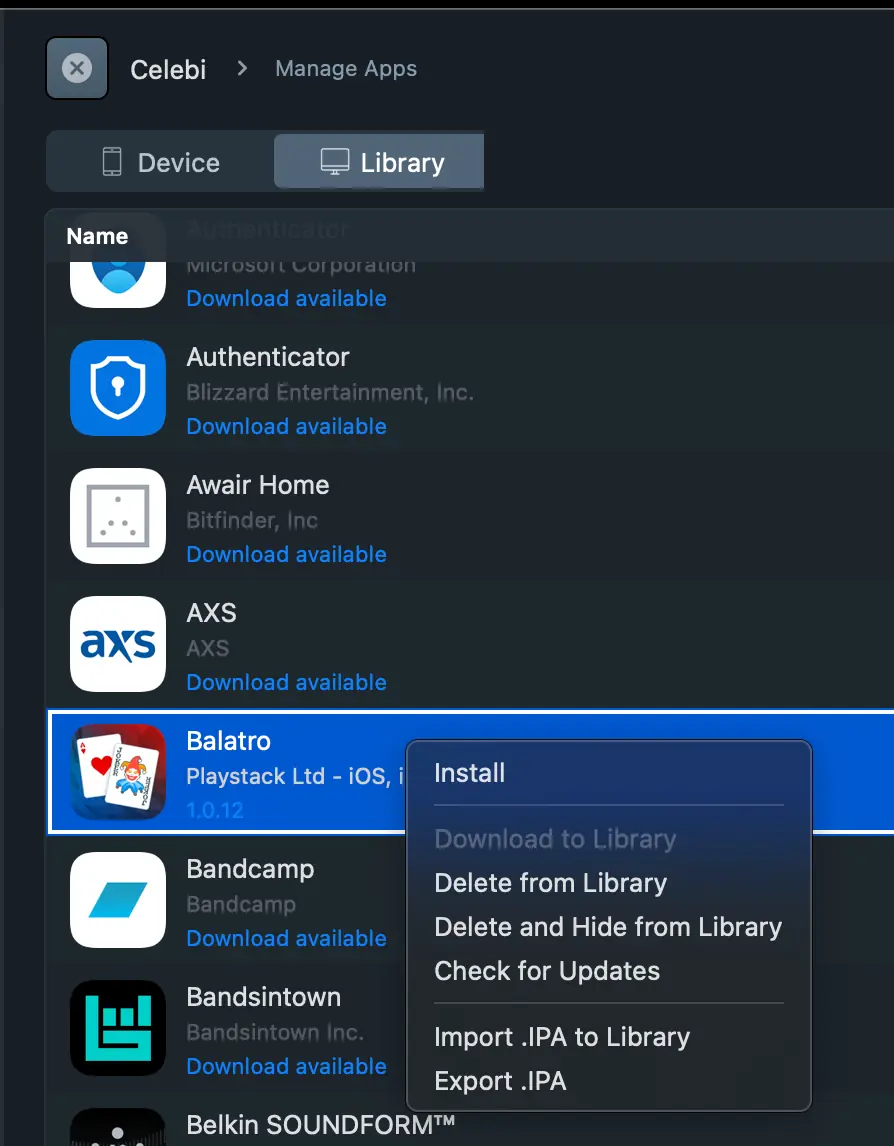 Celebi > Manage Apps
Device
Library
Name
Authenticator
Microsoft Corporation
Download available
Authenticator
Blizzard Entertainment, Inc.
Download available
Awair Home
Bitfinder, Inc
Download available
axs
AXS
AXS
Download available
Balatro
Playstack Ltd - iOS, i
1.0.12
Install
Download to Library
Delete from Library
Delete and Hide from Library
Check for Updates
Import .IPA to Library
Export .IPA
Bandcamp
Bandcamp
Download available
Bandsintown
Bandsintown Inc.
Download available
Belkin SOUNDFORM™